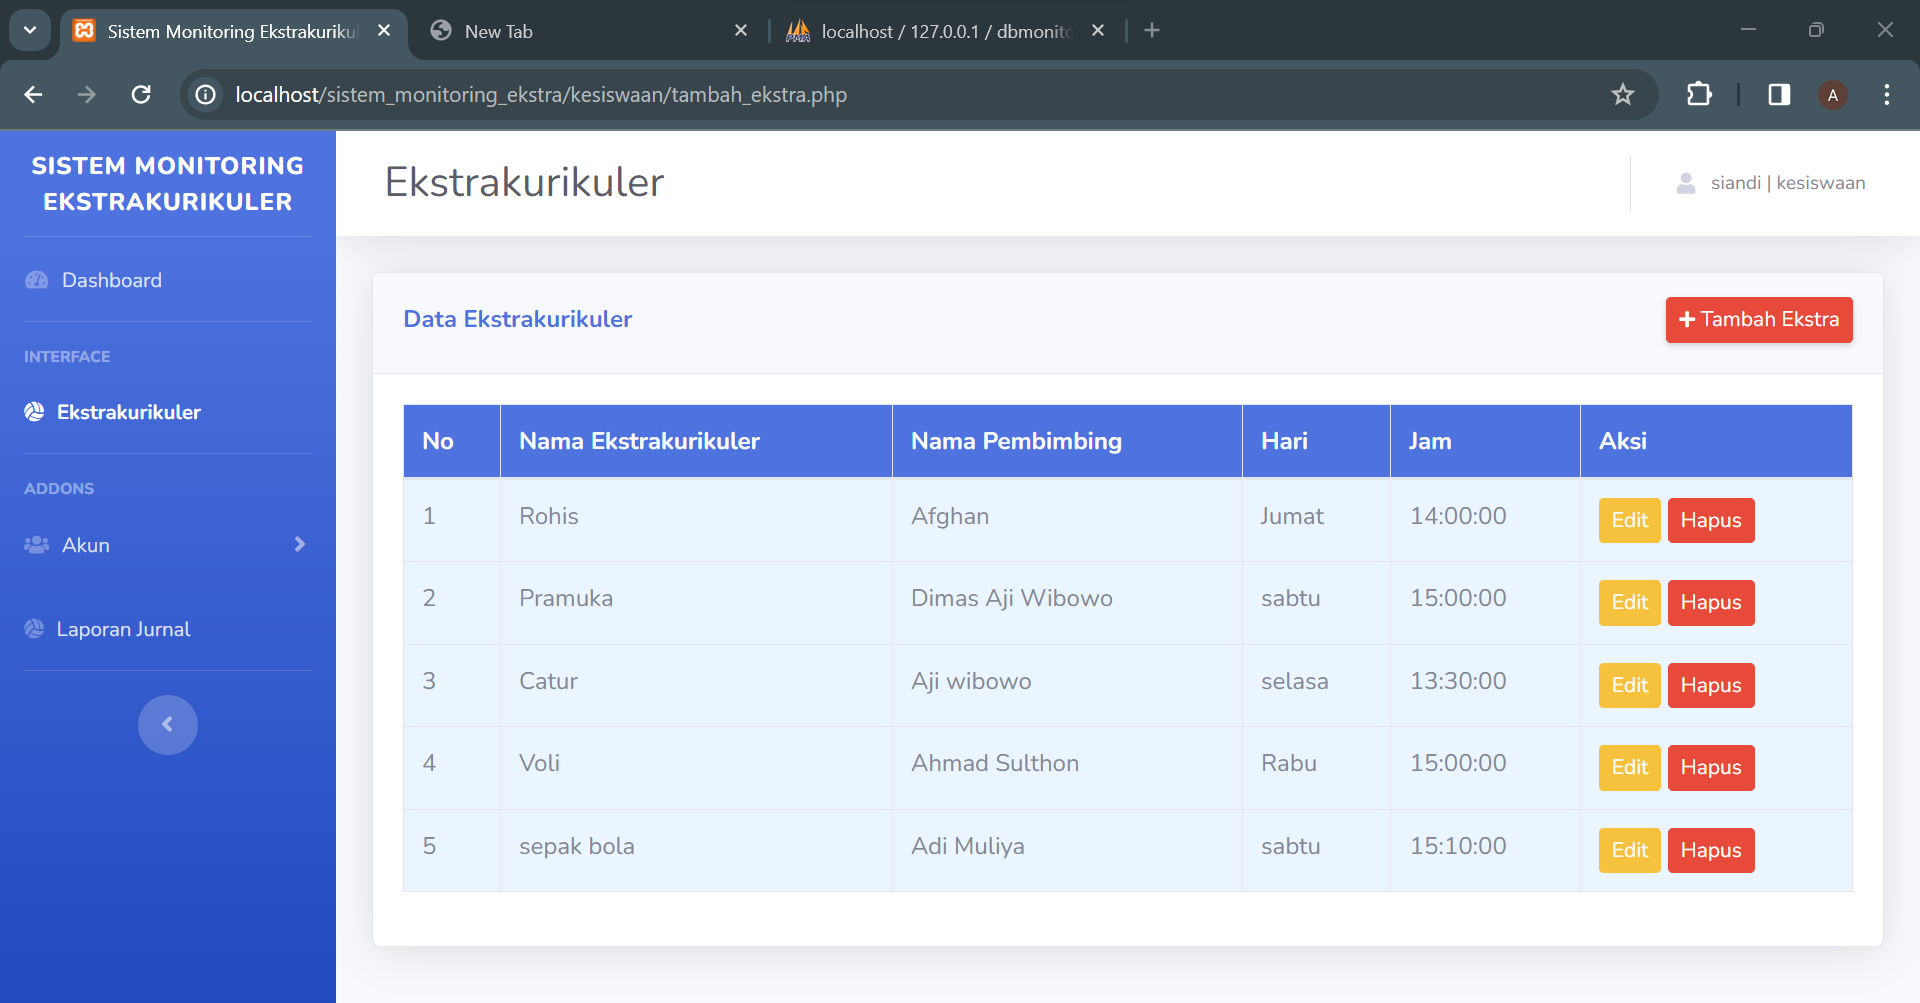 Sistem Monitoring Ekstrakurikul
New Tab
localhost / 127.0.0.1 / dbmonito
localhost/sistem_monitoring_ekstra/kesiswaan/tambah_ekstra.php
A
SISTEM MONITORING
EKSTRAKURIKULER
Dashboard
INTERFACE
Ekstrakurikuler
ADDONS
Akun
Laporan Jurnal
Ekstrakurikuler
siandi | kesiswaan
Data Ekstrakurikuler
Tambah Ekstra
No Nama Ekstrakurikuler Nama Pembimbing Hari Jam Aksi
1 Rohis Afghan Jumat 14:00:00 Edit Hapus
2 Pramuka Dimas Aji Wibowo sabtu 15:00:00 Edit Hapus
3 Catur Aji wibowo selasa 13:30:00 Edit Hapus
4 Voli Ahmad Sulthon Rabu 15:00:00 Edit Hapus
5 sepak bola Adi Muliya sabtu 15:10:00 Edit Hapus